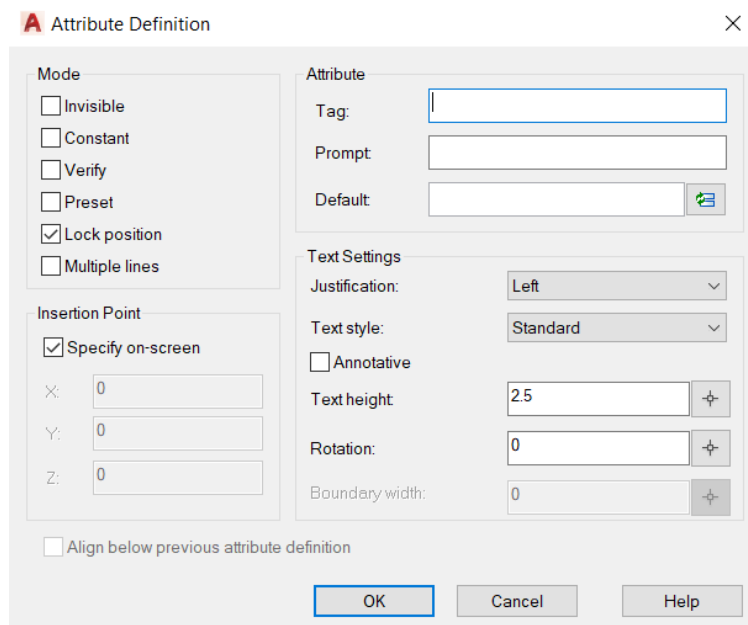 Attribute Definition
Mode
Invisible
Constant
Verify
Preset
Lock position
Multiple lines
Insertion Point
Specify on-screen
X: 0
Y: 0
Z: 0
Attribute
Tag:
Prompt:
Default:
Text Settings
Justification: Left
Text style: Standard
Annotative
Text height: 2.5
Rotation: 0
Boundary width: 0
Align below previous attribute definition
OK Cancel Help